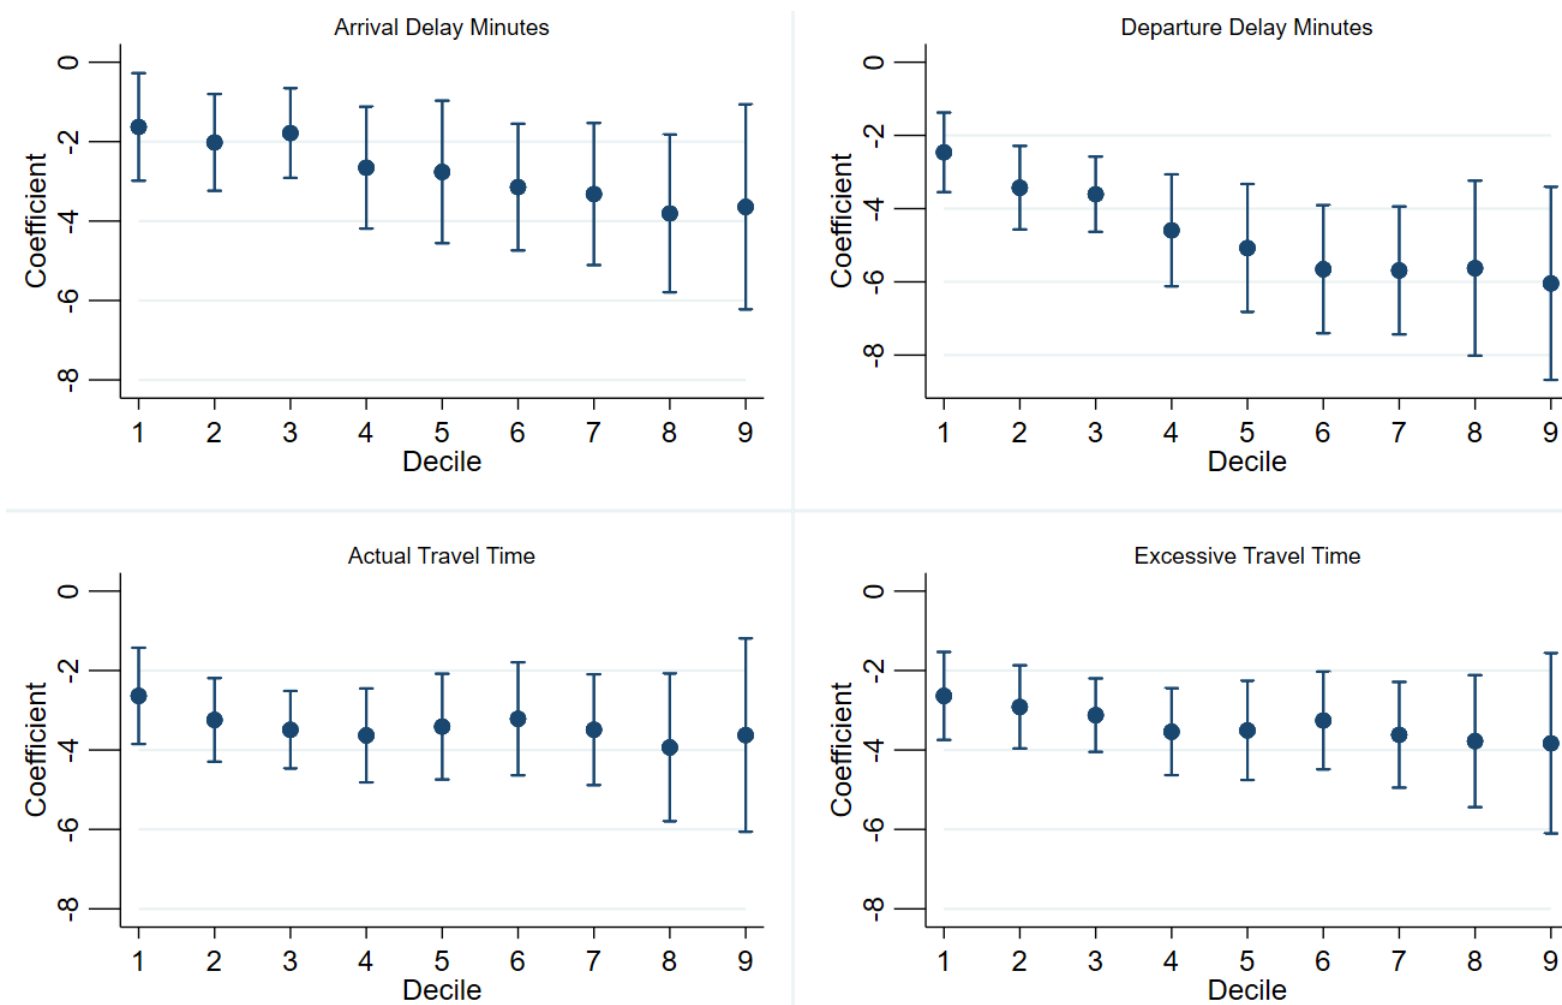 Arrival Delay Minutes
Coefficient
0
-2
-4
-6
-8
1 2 3 4 5 6 7 8 9
Decile
Departure Delay Minutes
Coefficient
0
-2
-4
-6
-8
1 2 3 4 5 6 7 8 9
Decile
Actual Travel Time
Coefficient
0
-2
-4
-6
-8
1 2 3 4 5 6 7 8 9
Decile
Excessive Travel Time
Coefficient
0
-2
-4
-6
-8
1 2 3 4 5 6 7 8 9
Decile